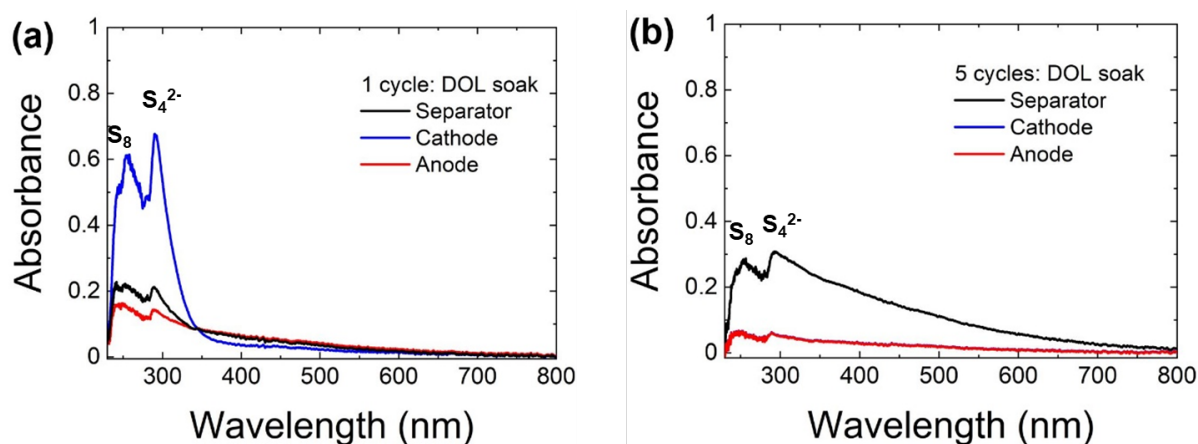 (a)
1
0.8
0.6
0.4
0.2
0
Absorbance
S₈
S₄²⁻
1 cycle: DOL soak
Separator
Cathode
Anode
300 400 500 600 700 800
Wavelength (nm)
(b)
1
0.8
0.6
0.4
0.2
0
Absorbance
S₈
S₄²⁻
5 cycles: DOL soak
Separator
Cathode
Anode
300 400 500 600 700 800
Wavelength (nm)